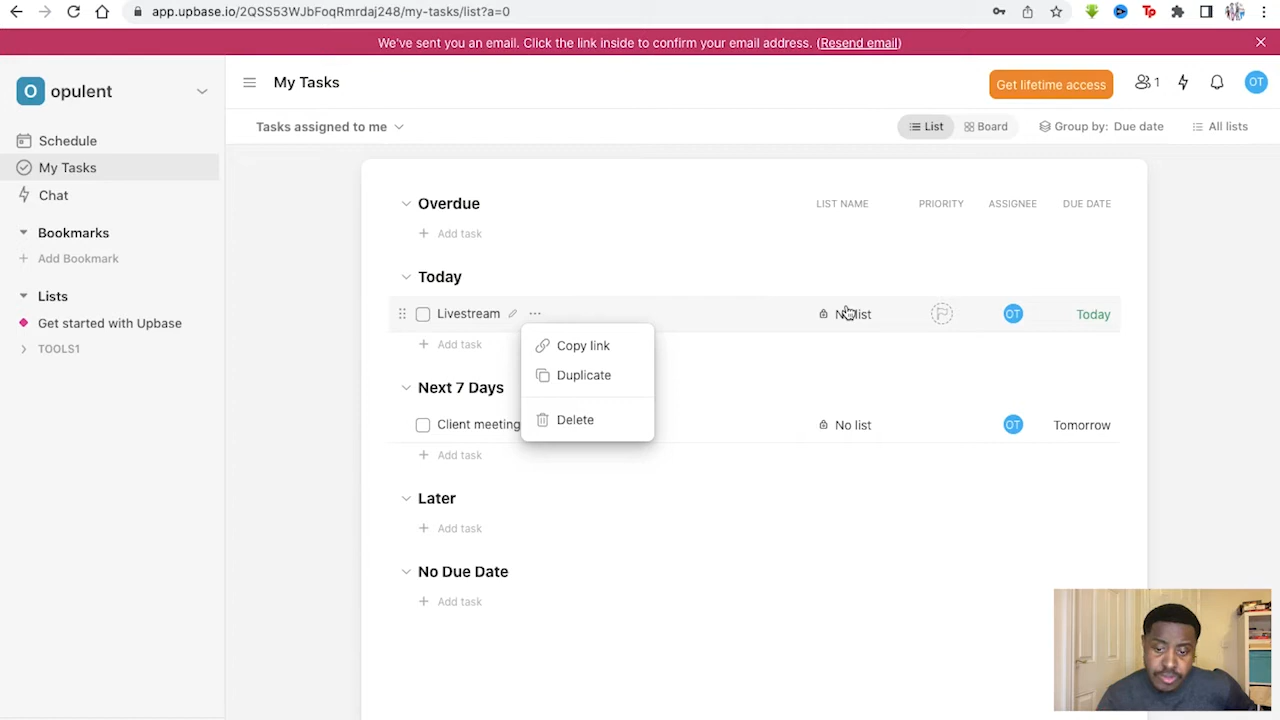 app.upbase.io/2QSS53WJbFoqRmrdaj248/my-tasks/list?a=0
We've sent you an email. Click the link inside to confirm your email address. (Resend email)
O opulent
My Tasks
Get lifetime access
1
OT
Schedule
My Tasks
Chat
Bookmarks
Add Bookmark
Lists
Get started with Upbase
TOOLS1
Tasks assigned to me
List
Board
Group by: Due date
All lists
Overdue
LIST NAME
PRIORITY
ASSIGNEE
DUE DATE
Add task
Today
Livestream
No list
OT
Today
Add task
Copy link
Duplicate
Delete
Next 7 Days
Client meeting
No list
OT
Tomorrow
Add task
Later
Add task
No Due Date
Add task